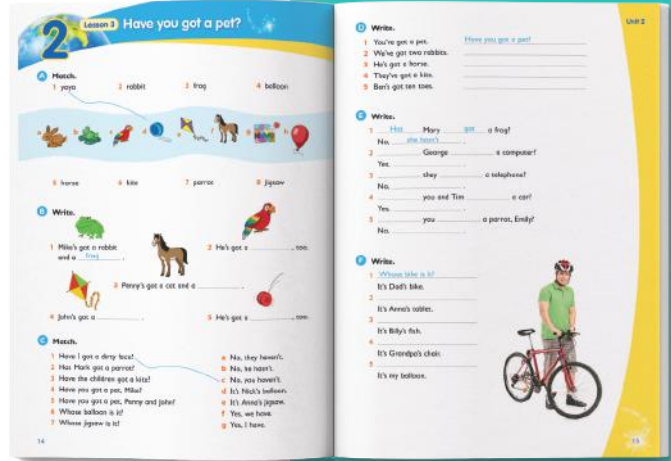 2
Lesson 3 Have you got a pet?
A Match.
1 yoyo 2 rabbit 3 frog 4 balloon
a b c d e f g h
5 horse 6 kite 7 parrot 8 jigsaw
B Write.
1 Mike's got a rabbit
and a frog .
2 He's got a , too.
3 Penny's got a cat and a .
4 John's got a .
5 He's got a , too.
C Match.
1 Have I got a dirty face?
2 Has Mark got a parrot?
3 Have the children got a kite?
4 Have you got a pet, Mike?
5 Have you got a pet, Penny and John?
6 Whose balloon is it?
7 Whose jigsaw is it?
a No, they haven't.
b No, he hasn't.
c No, you haven't.
d It's Nick's balloon.
e It's Anna's jigsaw.
f Yes, we have.
g Yes, I have.
14
Unit 2
D Write.
1 You've got a pet. Have you got a pet?
2 We've got two rabbits.
3 He's got a horse.
4 They've got a kite.
5 Ben's got ten toes.
E Write.
1 Has Mary got a frog?
No, she hasn't .
2 George a computer?
Yes, .
3 they a telephone?
No, .
4 you and Tim a car?
Yes, .
5 you a parrot, Emily?
No, .
F Write.
1 Whose bike is it?
It's Dad's bike.
2
It's Anna's tablet.
3
It's Billy's fish.
4
It's Grandpa's chair.
5
It's my balloon.
15